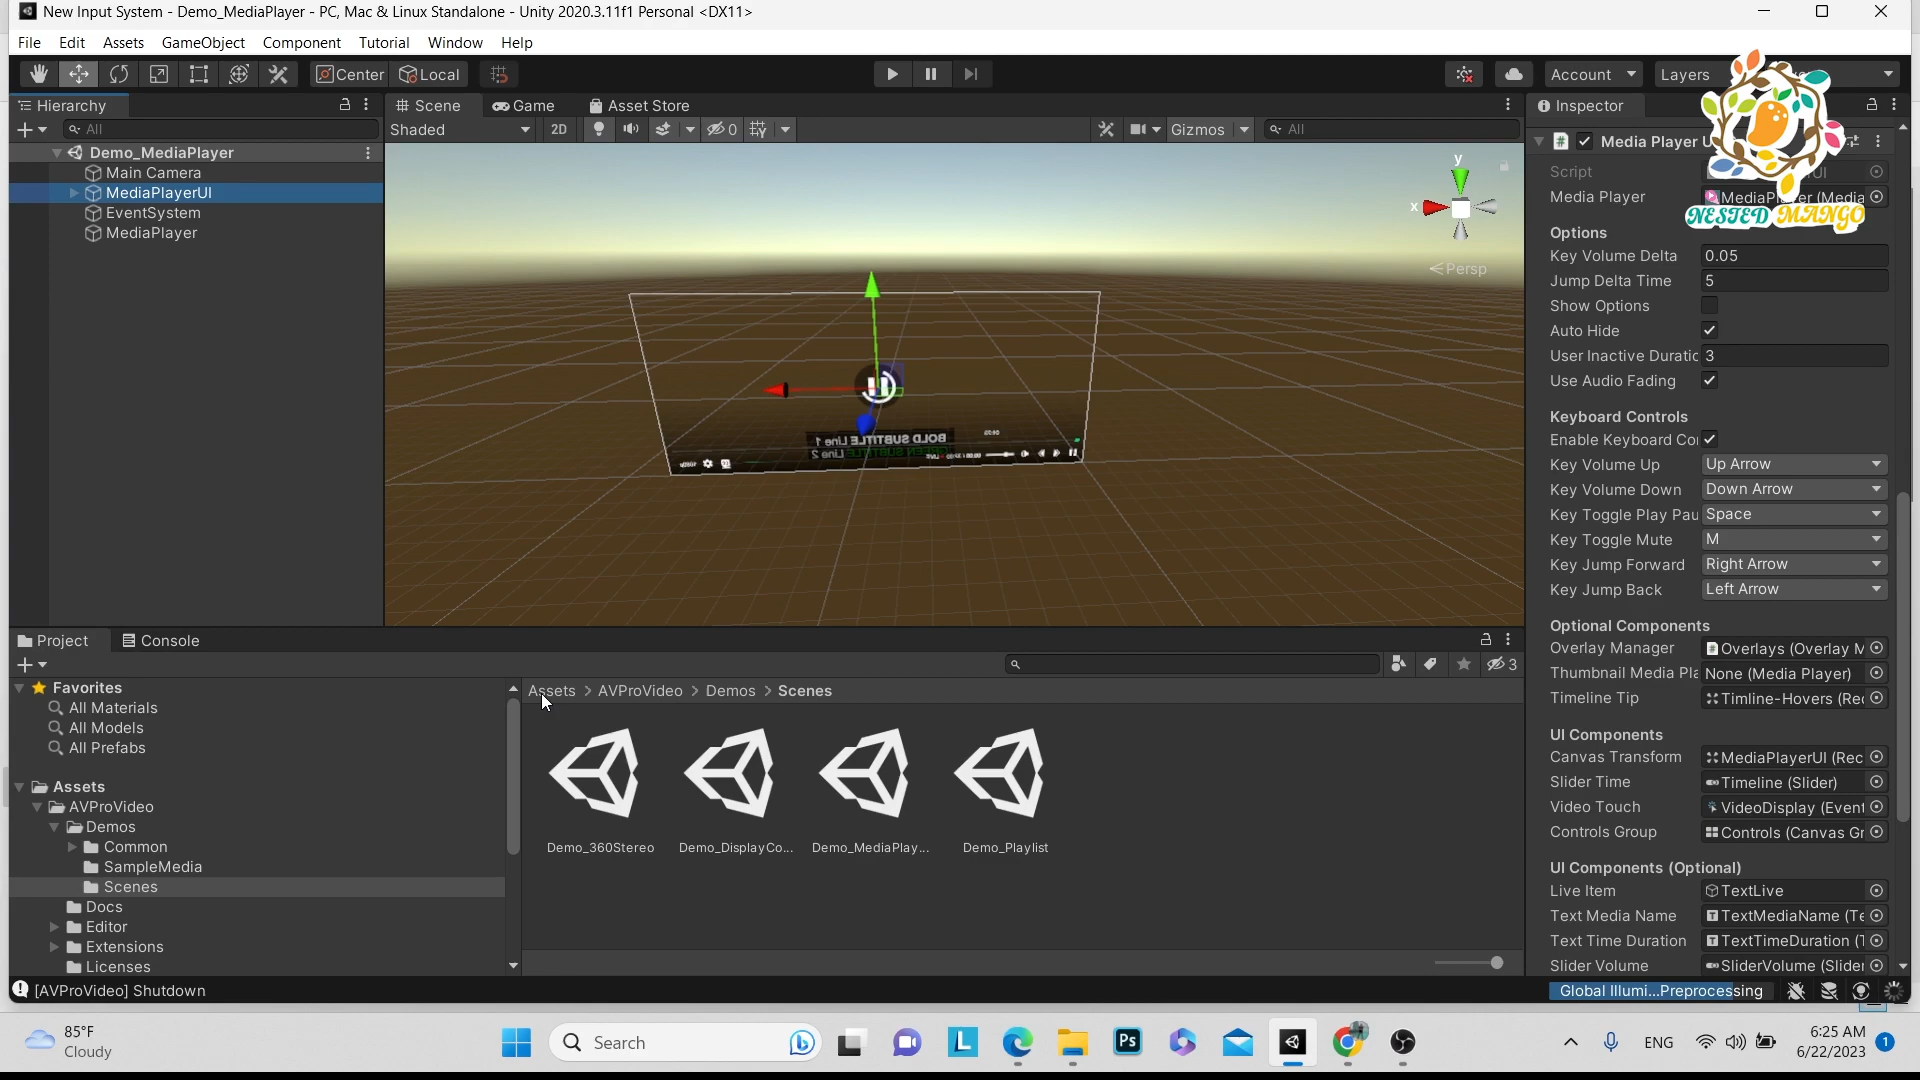 New Input System - Demo_MediaPlayer - PC, Mac & Linux Standalone - Unity 2020.3.11f1 Personal <DX11>
File Edit Assets GameObject Component Tutorial Window Help
Center Local Account Layers
Hierarchy
Scene Game Asset Store
Inspector
All
Shaded 2D 0 Gizmos All
Demo_MediaPlayer
Main Camera
MediaPlayerUI
EventSystem
MediaPlayer
y
x
Persp
BOLD SUBTITLE Line 1
GREEN SUBTITLE Line 2
Media Player U
NESTED MANGO
Script
Media Player
Options
Key Volume Delta 0.05
Jump Delta Time 5
Show Options
Auto Hide
User Inactive Duratic 3
Use Audio Fading
Keyboard Controls
Enable Keyboard Co
Key Volume Up Up Arrow
Key Volume Down Down Arrow
Key Toggle Play Pau Space
Key Toggle Mute M
Key Jump Forward Right Arrow
Key Jump Back Left Arrow
Optional Components
Overlay Manager Overlays (Overlay M
Thumbnail Media Pla None (Media Player)
Timeline Tip Timline-Hovers (Rec
UI Components
Canvas Transform MediaPlayerUI (Rec
Slider Time Timeline (Slider)
Video Touch VideoDisplay (Event
Controls Group Controls (Canvas Gr
UI Components (Optional)
Live Item TextLive
Text Media Name TextMediaName (Te
Text Time Duration TextTimeDuration (T
Slider Volume SliderVolume (Slider
Project Console
3
Favorites
All Materials
All Models
All Prefabs
Assets
AVProVideo
Demos
Common
SampleMedia
Scenes
Docs
Editor
Extensions
Licenses
Assets > AVProVideo > Demos > Scenes
Demo_360Stereo Demo_DisplayCo... Demo_MediaPlay... Demo_Playlist
[AVProVideo] Shutdown
Global Illumi...Preprocessing
85°F
Cloudy
Search
L
Ps
ENG
6:25 AM
6/22/2023
1